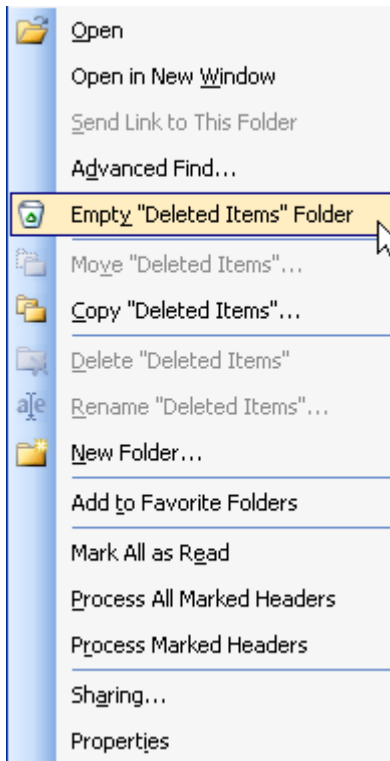 Open
Open in New Window
Send Link to This Folder
Advanced Find...
Empty "Deleted Items" Folder
Move "Deleted Items"...
Copy "Deleted Items"...
Delete "Deleted Items"
Rename "Deleted Items"...
New Folder...
Add to Favorite Folders
Mark All as Read
Process All Marked Headers
Process Marked Headers
Sharing...
Properties